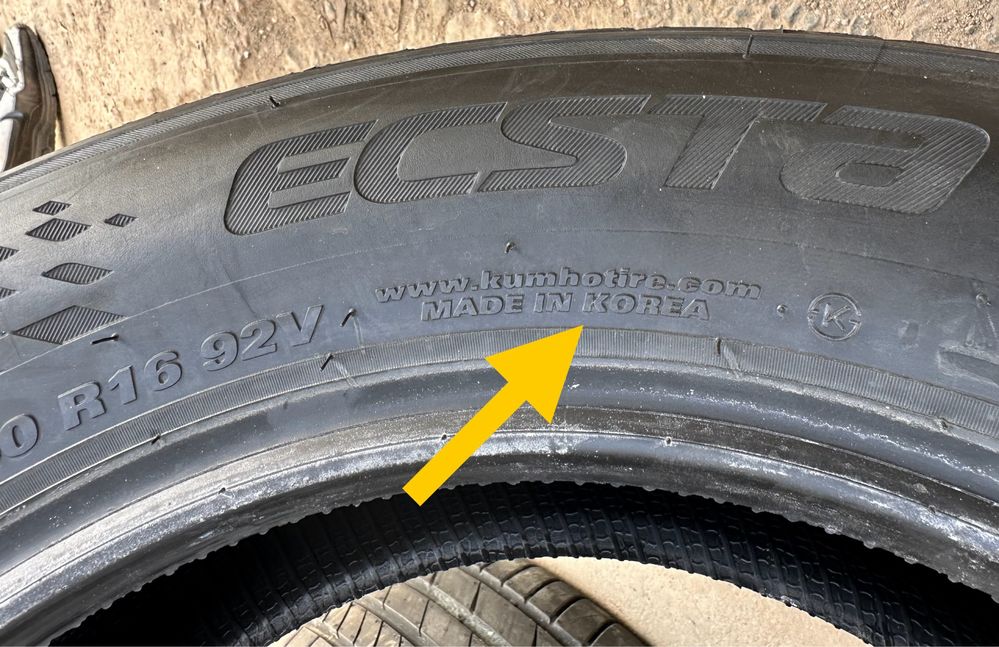 ECSTA
www.kumhotire.com
MADE IN KOREA
K
R16 92V